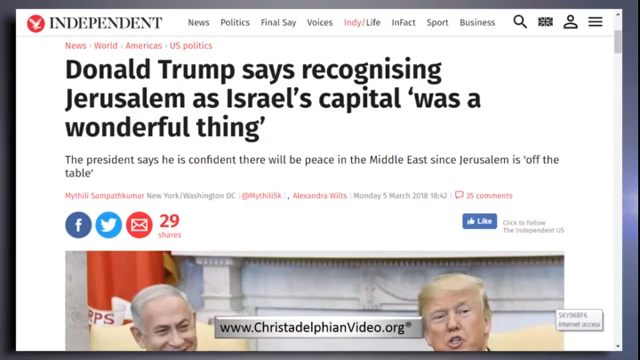 INDEPENDENT
News Politics Final Say Voices Indy/Life InFact Sport Business
News › World › Americas › US politics
Donald Trump says recognising
Jerusalem as Israel's capital ‘was a
wonderful thing’
The president says he is confident there will be peace in the Middle East since Jerusalem is 'off the
table'
Mythili Sampathkumar New York/Washington DC | @MythiliSk | , Alexandra Wilts | Monday 5 March 2018 18:42 | 35 comments
29
shares
Like
Click to follow
The Independent US
RPS
SKY96BF6
Internet access
www.ChristadelphianVideo.org®